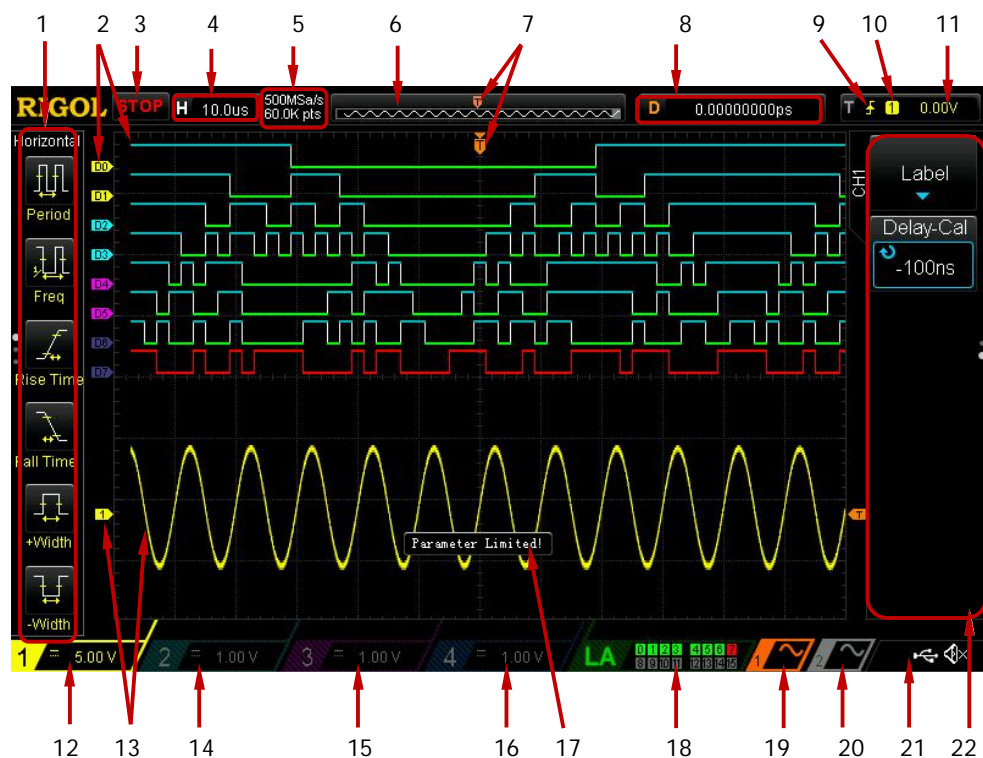 1 2 3 4 5 6 7 8 9 10 11
RIGOL STOP H 10.0us 500MSa/s 60.0K pts T D 0.00000000ps T 1 0.00V
Horizontal
T
D0
D1
D2
D3
D4
D5
D6
D7
Period
Freq
Rise Time
Fall Time
+Width
-Width
CH1
Label
Delay-Cal
-100ns
1
T
Parameter Limited!
1 5.00 V 2 1.00 V 3 1.00 V 4 1.00 V LA
0 1 2 3 4 5 6 7
8 9 10 11 12 13 14 15
1 2
12 13 14 15 16 17 18 19 20 21 22